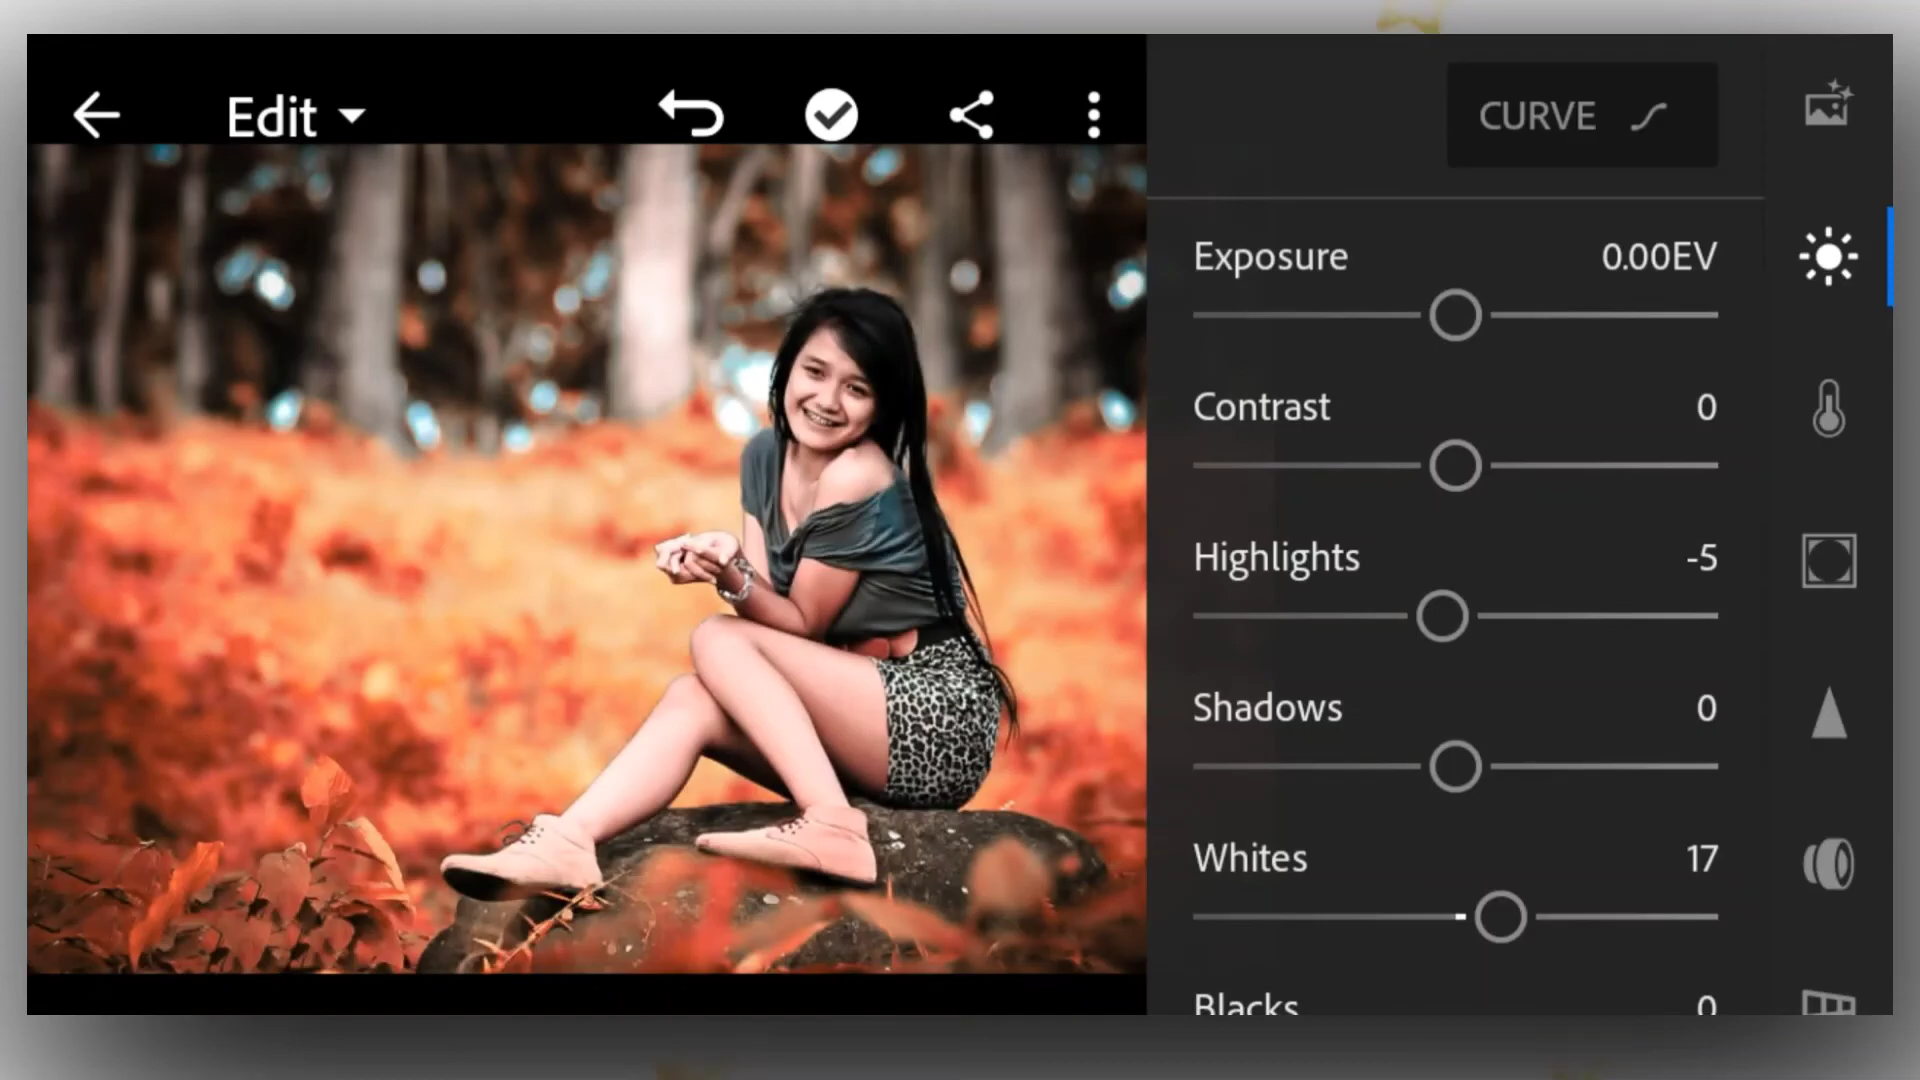 Edit
CURVE
Exposure 0.00EV
Contrast 0
Highlights -5
Shadows 0
Whites 17
Blacks 0